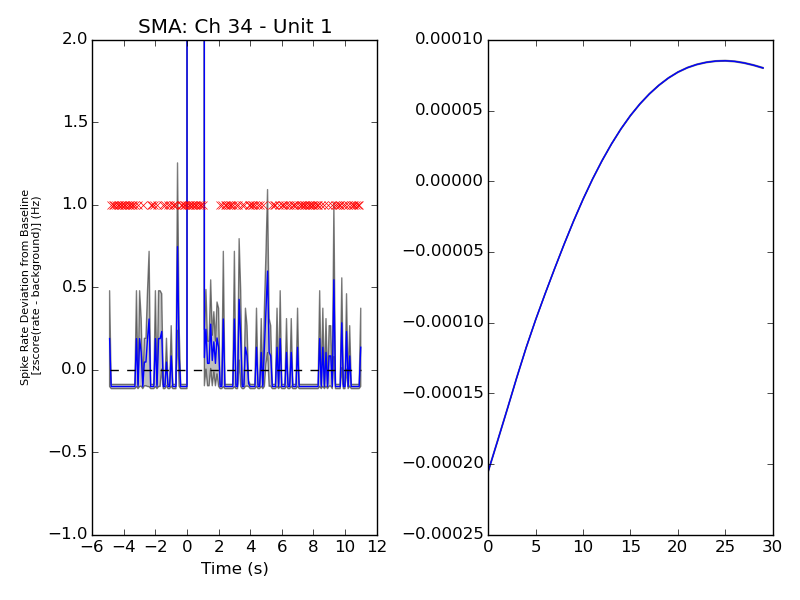 SMA: Ch 34 - Unit 1
Spike Rate Deviation from Baseline
[zscore(rate - background)] (Hz)
2.0
1.5
1.0
0.5
0.0
−0.5
−1.0
−6 −4 −2 0 2 4 6 8 10 12
Time (s)
0.00010
0.00005
0.00000
−0.00005
−0.00010
−0.00015
−0.00020
−0.00025
0 5 10 15 20 25 30